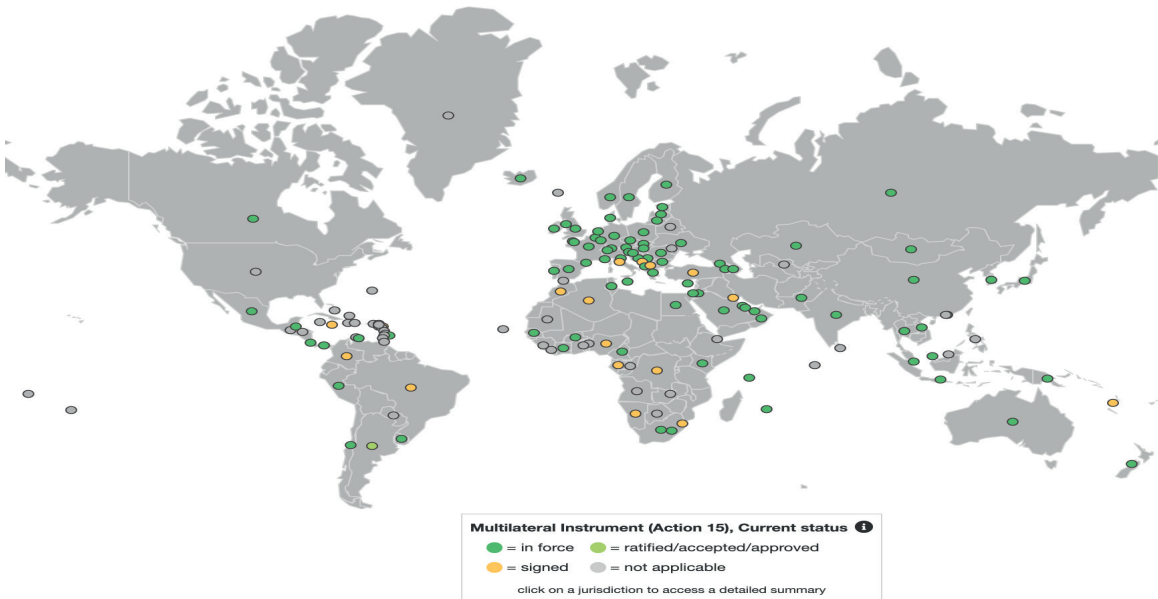 Multilateral Instrument (Action 15), Current status i
= in force = ratified/accepted/approved
= signed = not applicable
click on a jurisdiction to access a detailed summary